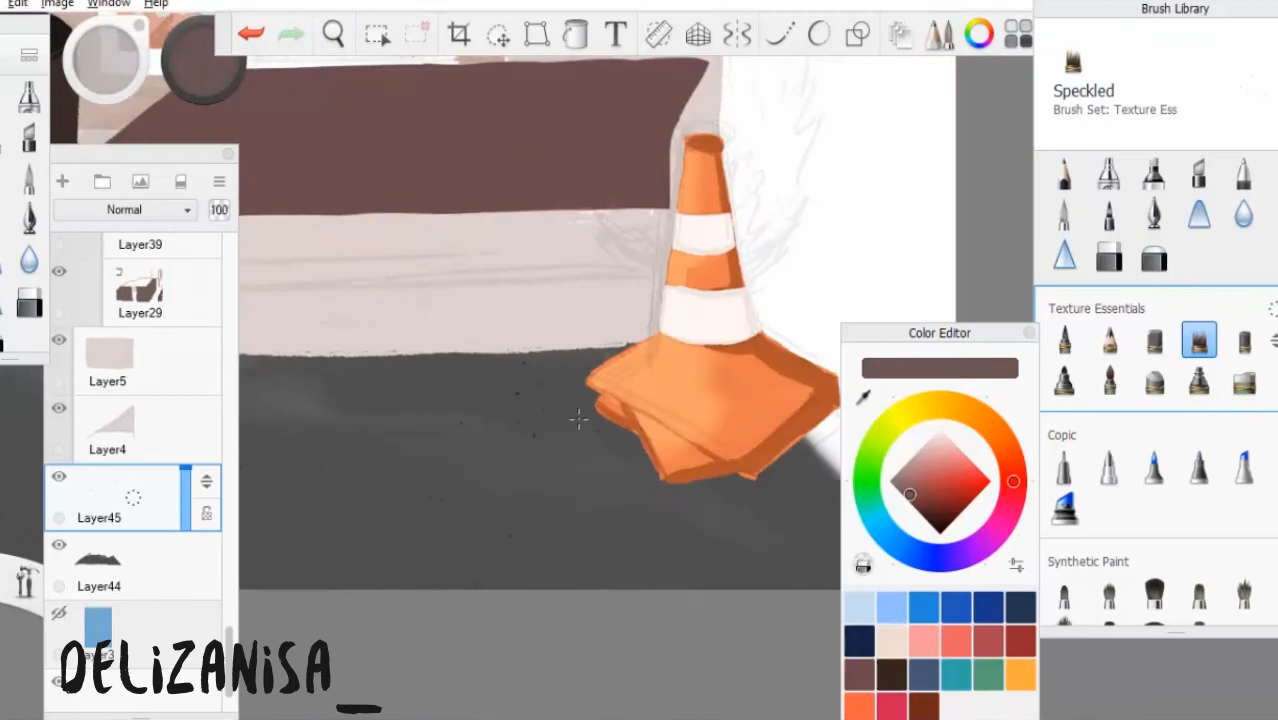 Edit Image Window Help
Brush Library
Speckled
Brush Set: Texture Ess
Normal 100
Layer39
Layer29
Layer5
Layer4
Layer45
Layer44
Texture Essentials
Color Editor
Copic
Synthetic Paint
DELIZANISA_